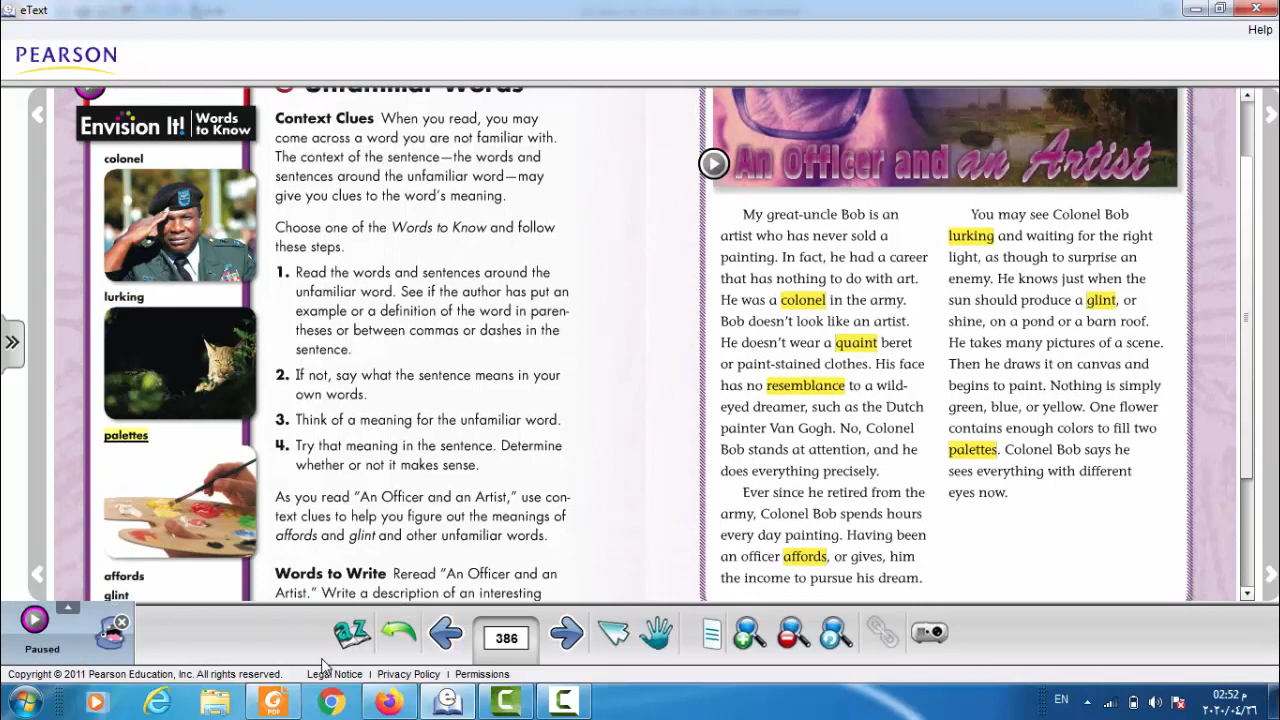 eText
Help
PEARSON
Unfamiliar Words
Envision It! Words to Know
colonel
lurking
palettes
affords
glint
Context Clues When you read, you may
come across a word you are not familiar with.
The context of the sentence—the words and
sentences around the unfamiliar word—may
give you clues to the word's meaning.
Choose one of the Words to Know and follow
these steps.
1. Read the words and sentences around the
unfamiliar word. See if the author has put an
example or a definition of the word in paren-
theses or between commas or dashes in the
sentence.
2. If not, say what the sentence means in your
own words.
3. Think of a meaning for the unfamiliar word.
4. Try that meaning in the sentence. Determine
whether or not it makes sense.
As you read “An Officer and an Artist,” use con-
text clues to help you figure out the meanings of
affords and glint and other unfamiliar words.
Words to Write Reread “An Officer and an
Artist.” Write a description of an interesting
An Officer and an Artist
My great-uncle Bob is an
artist who has never sold a
painting. In fact, he had a career
that has nothing to do with art.
He was a colonel in the army.
Bob doesn't look like an artist.
He doesn't wear a quaint beret
or paint-stained clothes. His face
has no resemblance to a wild-
eyed dreamer, such as the Dutch
painter Van Gogh. No, Colonel
Bob stands at attention, and he
does everything precisely.
Ever since he retired from the
army, Colonel Bob spends hours
every day painting. Having been
an officer affords, or gives, him
the income to pursue his dream.
You may see Colonel Bob
lurking and waiting for the right
light, as though to surprise an
enemy. He knows just when the
sun should produce a glint, or
shine, on a pond or a barn roof.
He takes many pictures of a scene.
Then he draws it on canvas and
begins to paint. Nothing is simply
green, blue, or yellow. One flower
contains enough colors to fill two
palettes. Colonel Bob says he
sees everything with different
eyes now.
Paused
az
386
Copyright © 2011 Pearson Education, Inc. All rights reserved. Legal Notice | Privacy Policy | Permissions
PDF
EN
02:52 م
٢٠٢٠/٠٤/٢٦